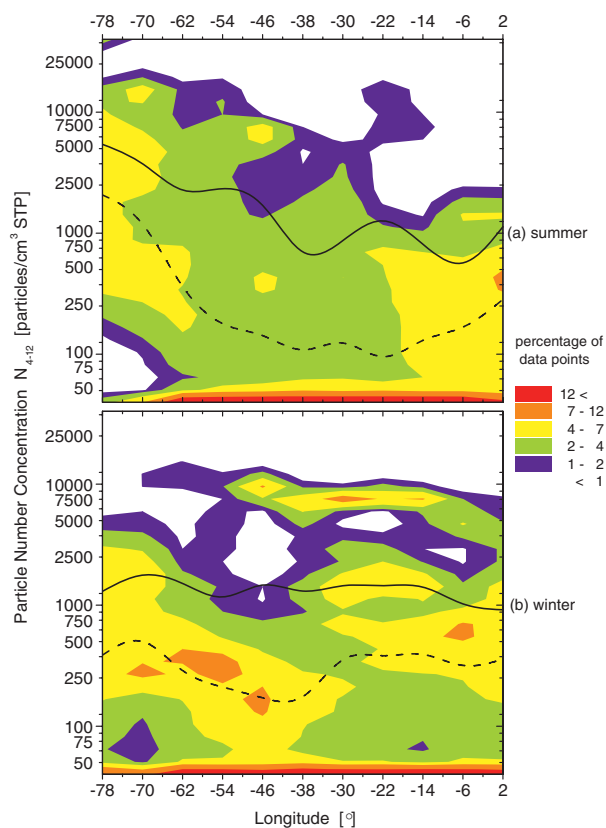 -78 -70 -62 -54 -46 -38 -30 -22 -14 -6 2
25000
10000
7500
5000
2500
1000
750
500
250
100
75
50
(a) summer
Particle Number Concentration N4-12 [particles/cm3 STP]
percentage of
data points
12 <
7 - 12
4 - 7
2 - 4
1 - 2
< 1
25000
10000
7500
5000
2500
1000
750
500
250
100
75
50
(b) winter
-78 -70 -62 -54 -46 -38 -30 -22 -14 -6 2
Longitude [°]